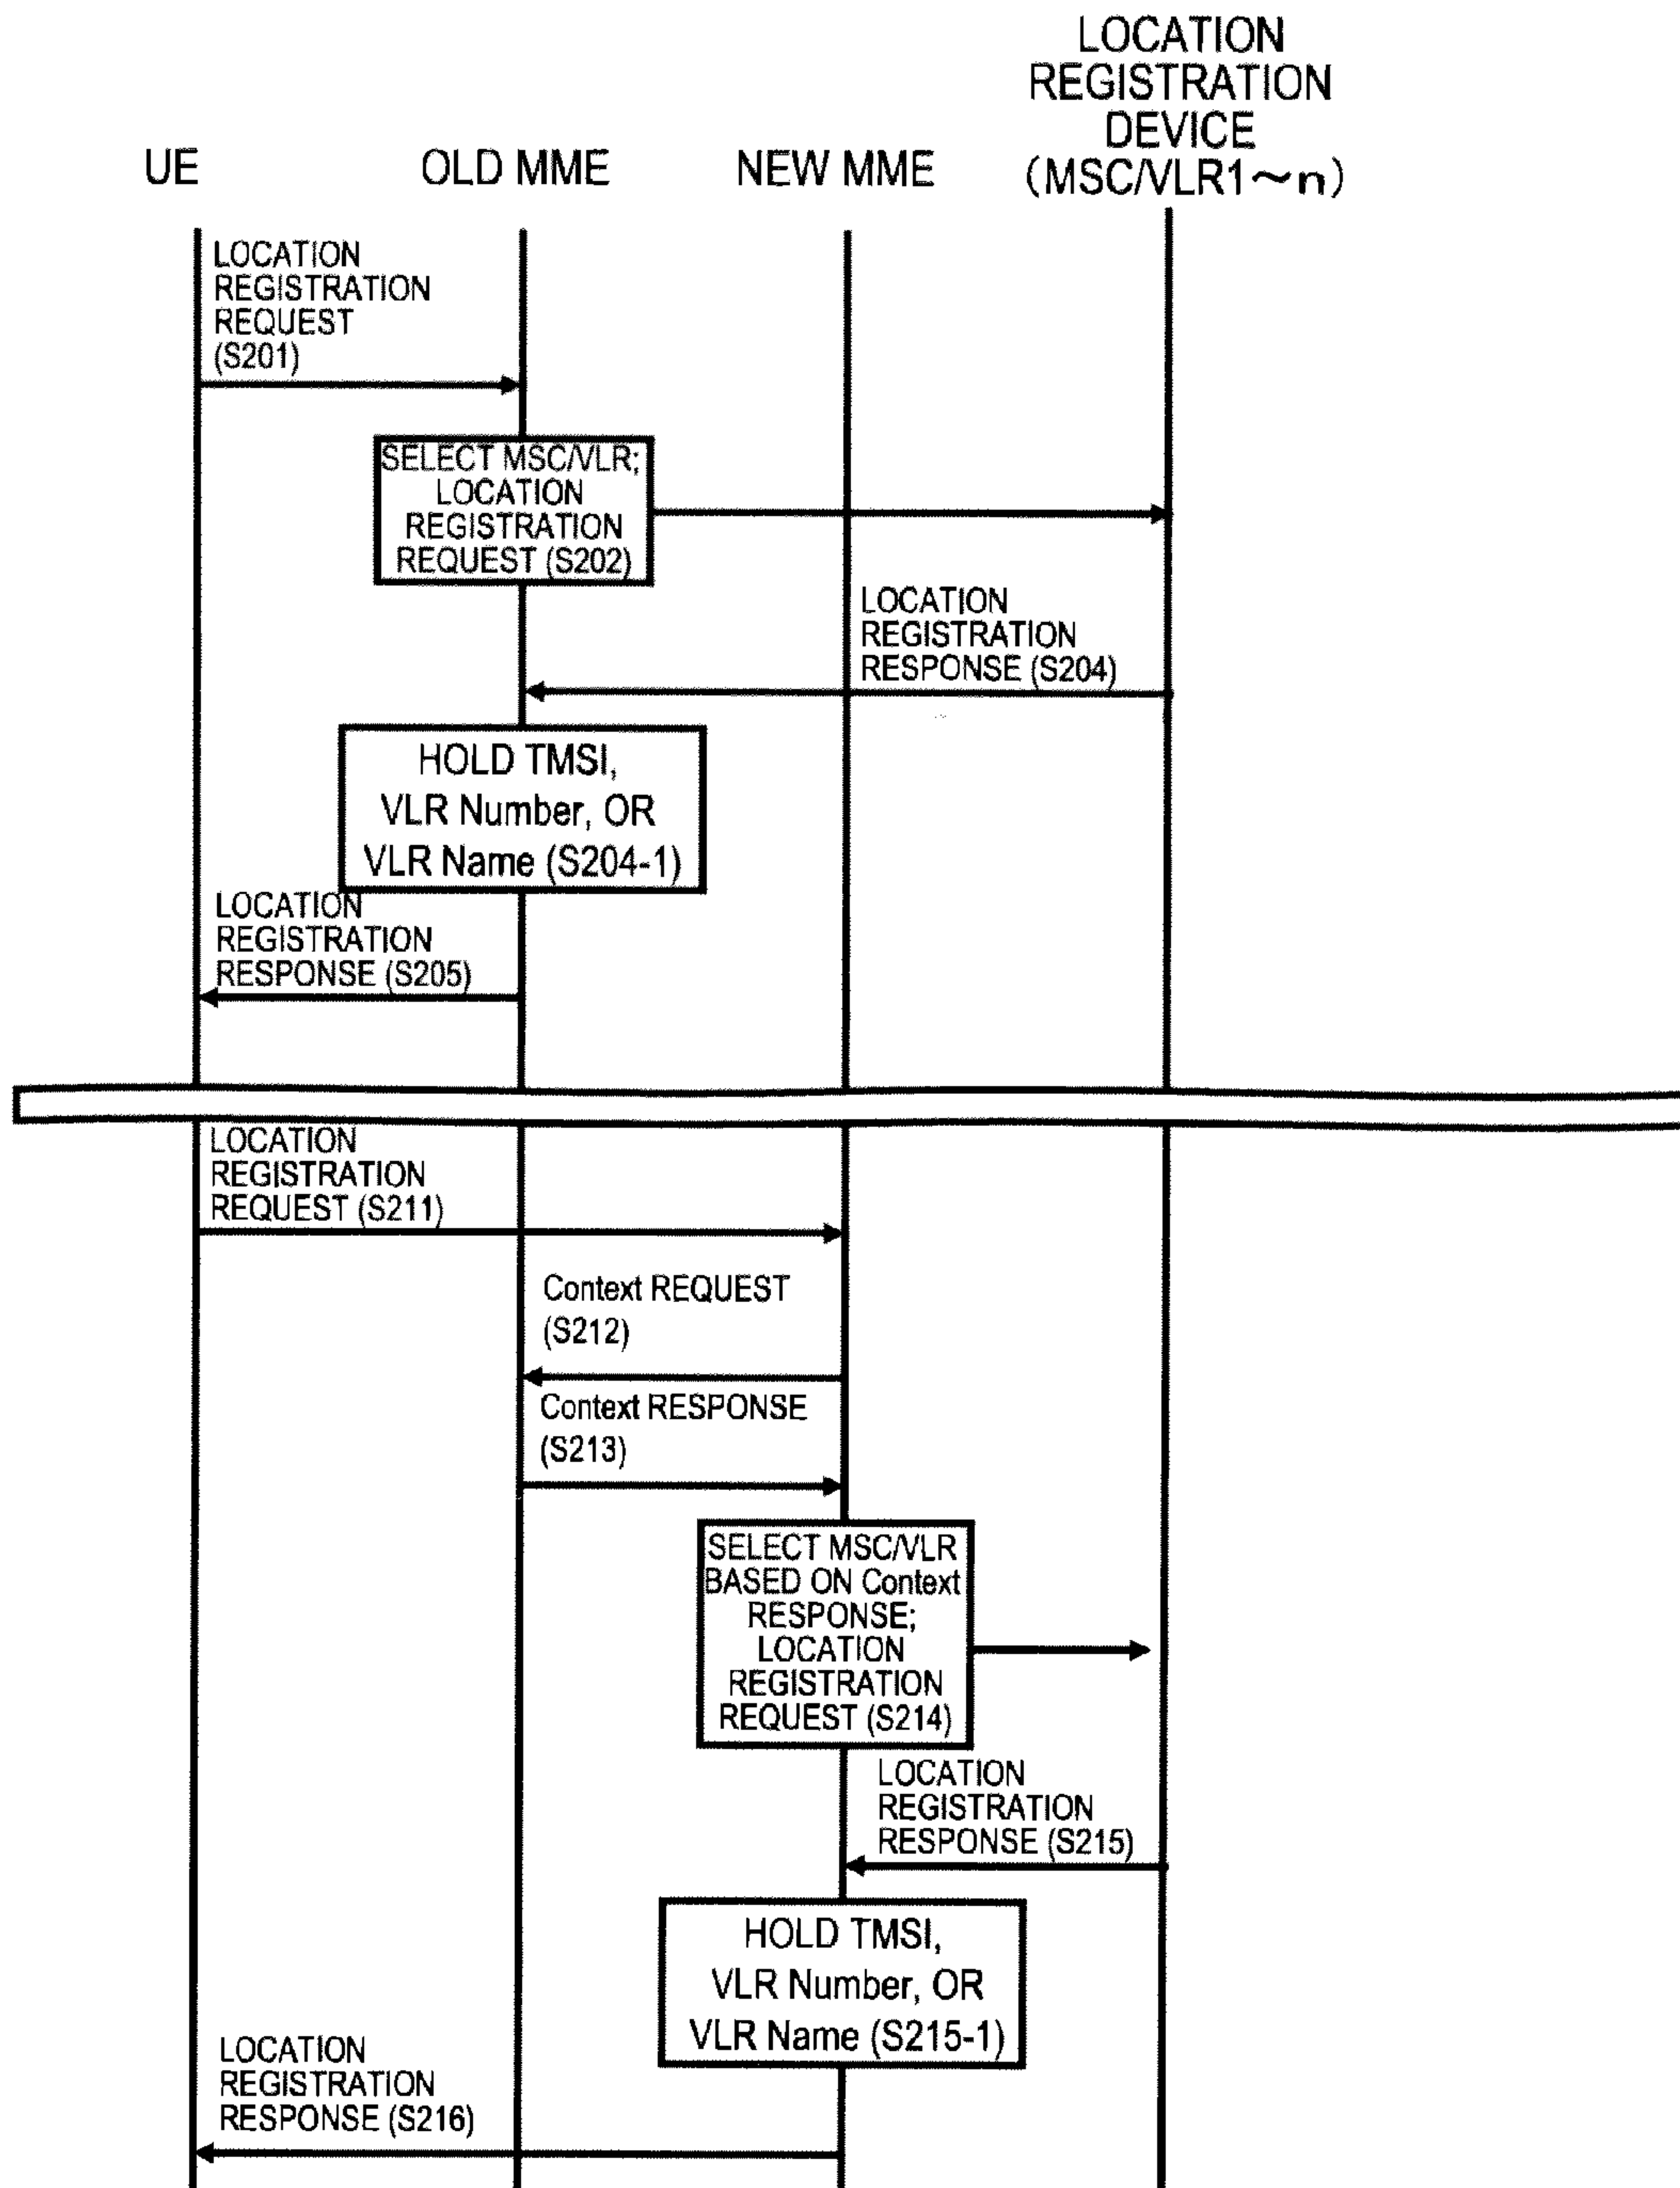 LOCATION
REGISTRATION
DEVICE
(MSC/VLR1~n)
UE
OLD MME
NEW MME
LOCATION
REGISTRATION
REQUEST
(S201)
SELECT MSC/VLR;
LOCATION
REGISTRATION
REQUEST (S202)
LOCATION
REGISTRATION
RESPONSE (S204)
HOLD TMSI,
VLR Number, OR
VLR Name (S204-1)
LOCATION
REGISTRATION
RESPONSE (S205)
LOCATION
REGISTRATION
REQUEST (S211)
Context REQUEST
(S212)
Context RESPONSE
(S213)
SELECT MSC/VLR
BASED ON Context
RESPONSE;
LOCATION
REGISTRATION
REQUEST (S214)
LOCATION
REGISTRATION
RESPONSE (S215)
HOLD TMSI,
VLR Number, OR
VLR Name (S215-1)
LOCATION
REGISTRATION
RESPONSE (S216)